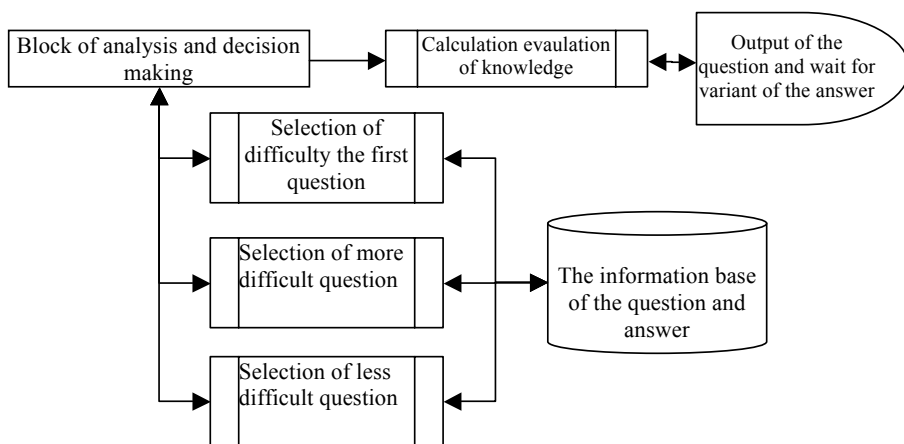 Block of analysis and decision
making
Calculation evaulation
of knowledge
Output of the
question and wait for
variant of the answer
Selection of
difficulty the first
question
Selection of more
difficult question
The information base
of the question and
answer
Selection of less
difficult question